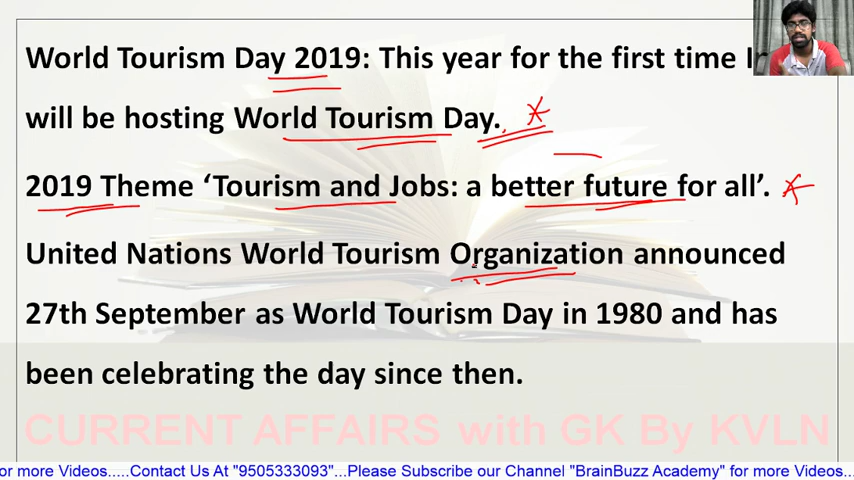 World Tourism Day 2019: This year for the first time
will be hosting World Tourism Day.
2019 Theme ‘Tourism and Jobs: a better future for all’.
United Nations World Tourism Organization announced
27th September as World Tourism Day in 1980 and has
been celebrating the day since then.
CURRENT AFFAIRS with GK By KVLN
or more Videos.....Contact Us At "9505333093"...Please Subscribe our Channel "BrainBuzz Academy" for more Videos...